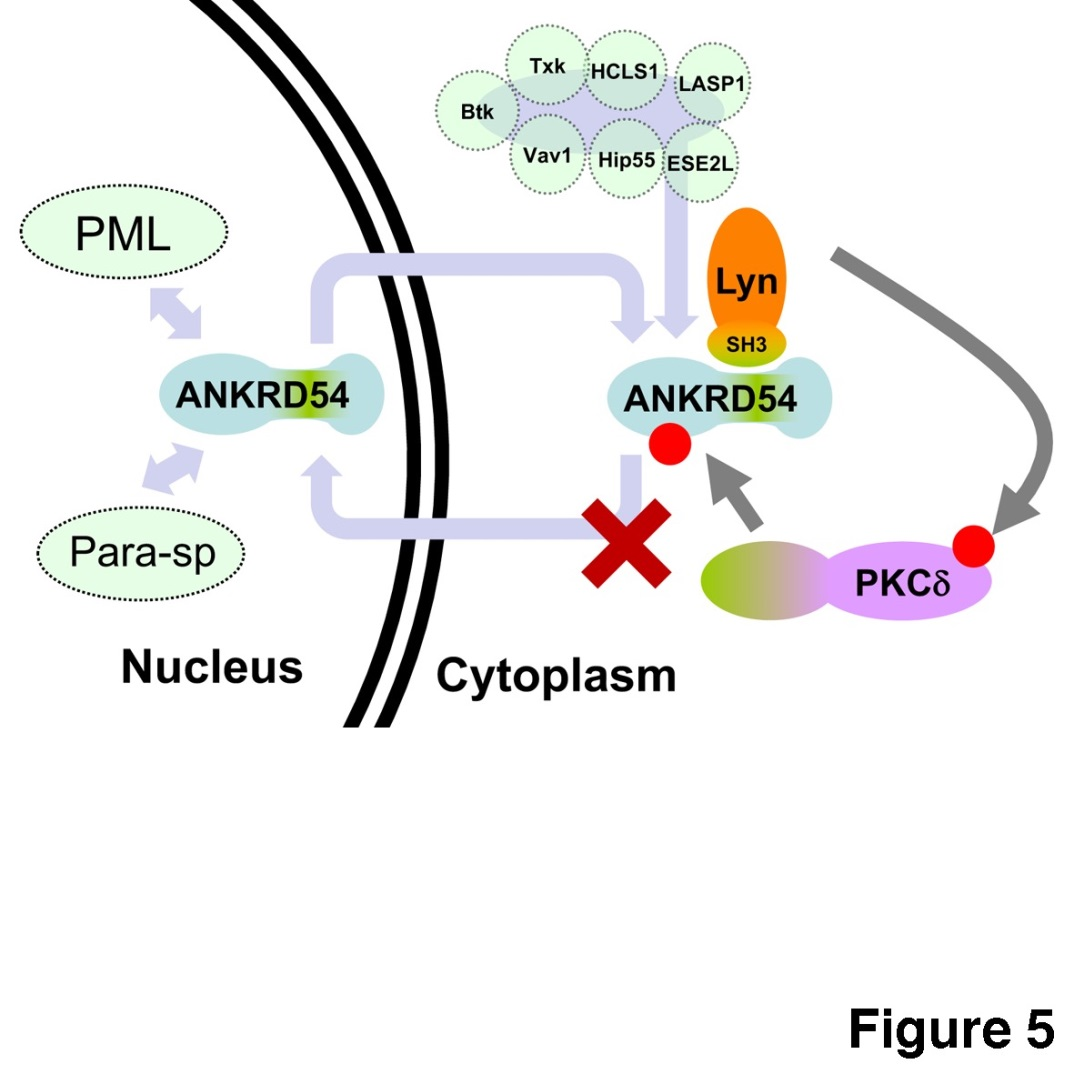 Txk
HCLS1
LASP1
Btk
Vav1
Hip55
ESE2L
PML
Lyn
SH3
ANKRD54
ANKRD54
Para-sp
PKCδ
Nucleus
Cytoplasm
Figure 5